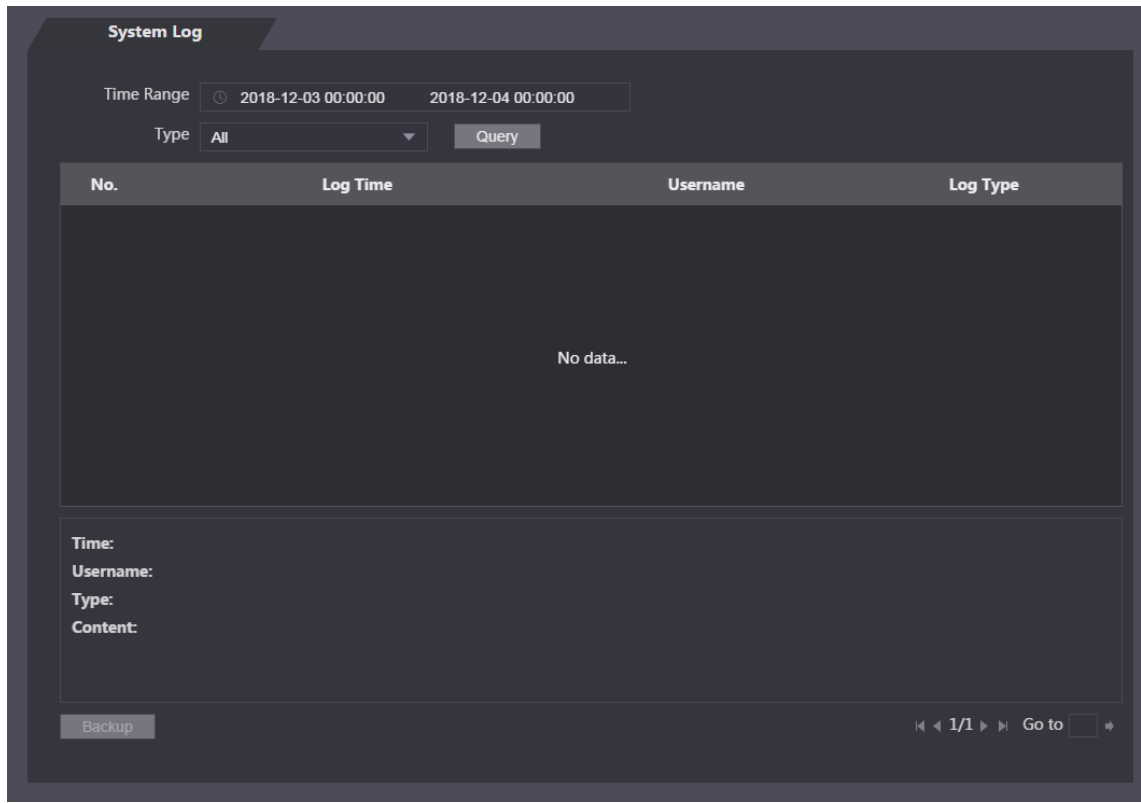 System Log
Time Range 2018-12-03 00:00:00 2018-12-04 00:00:00
Type All Query
No. Log Time Username Log Type
No data...
Time:
Username:
Type:
Content:
Backup 1/1 Go to